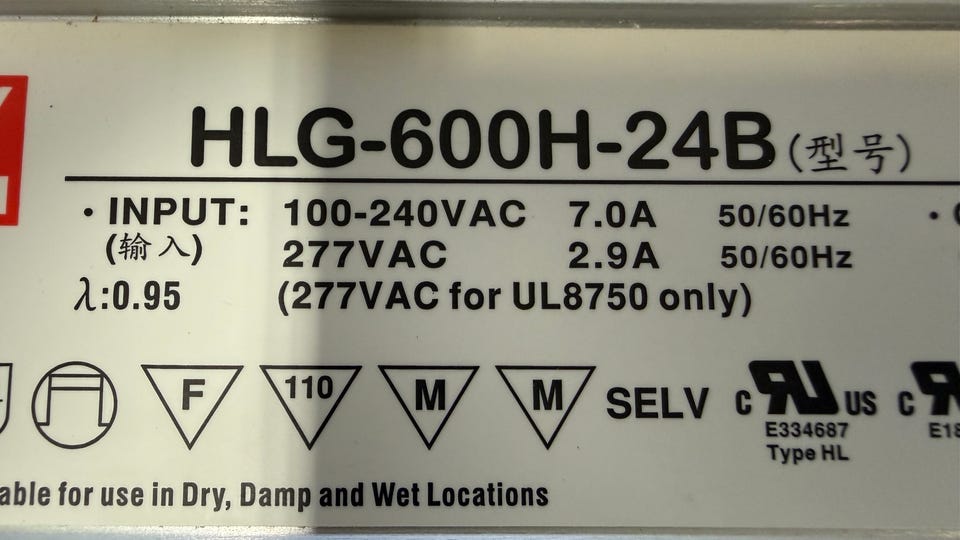 HLG-600H-24B (型号)
• INPUT: 100-240VAC 7.0A 50/60Hz
(输入) 277VAC 2.9A 50/60Hz
λ:0.95 (277VAC for UL8750 only)
F 110 M M SELV c RU US c
E334687 E18
Type HL
able for use in Dry, Damp and Wet Locations